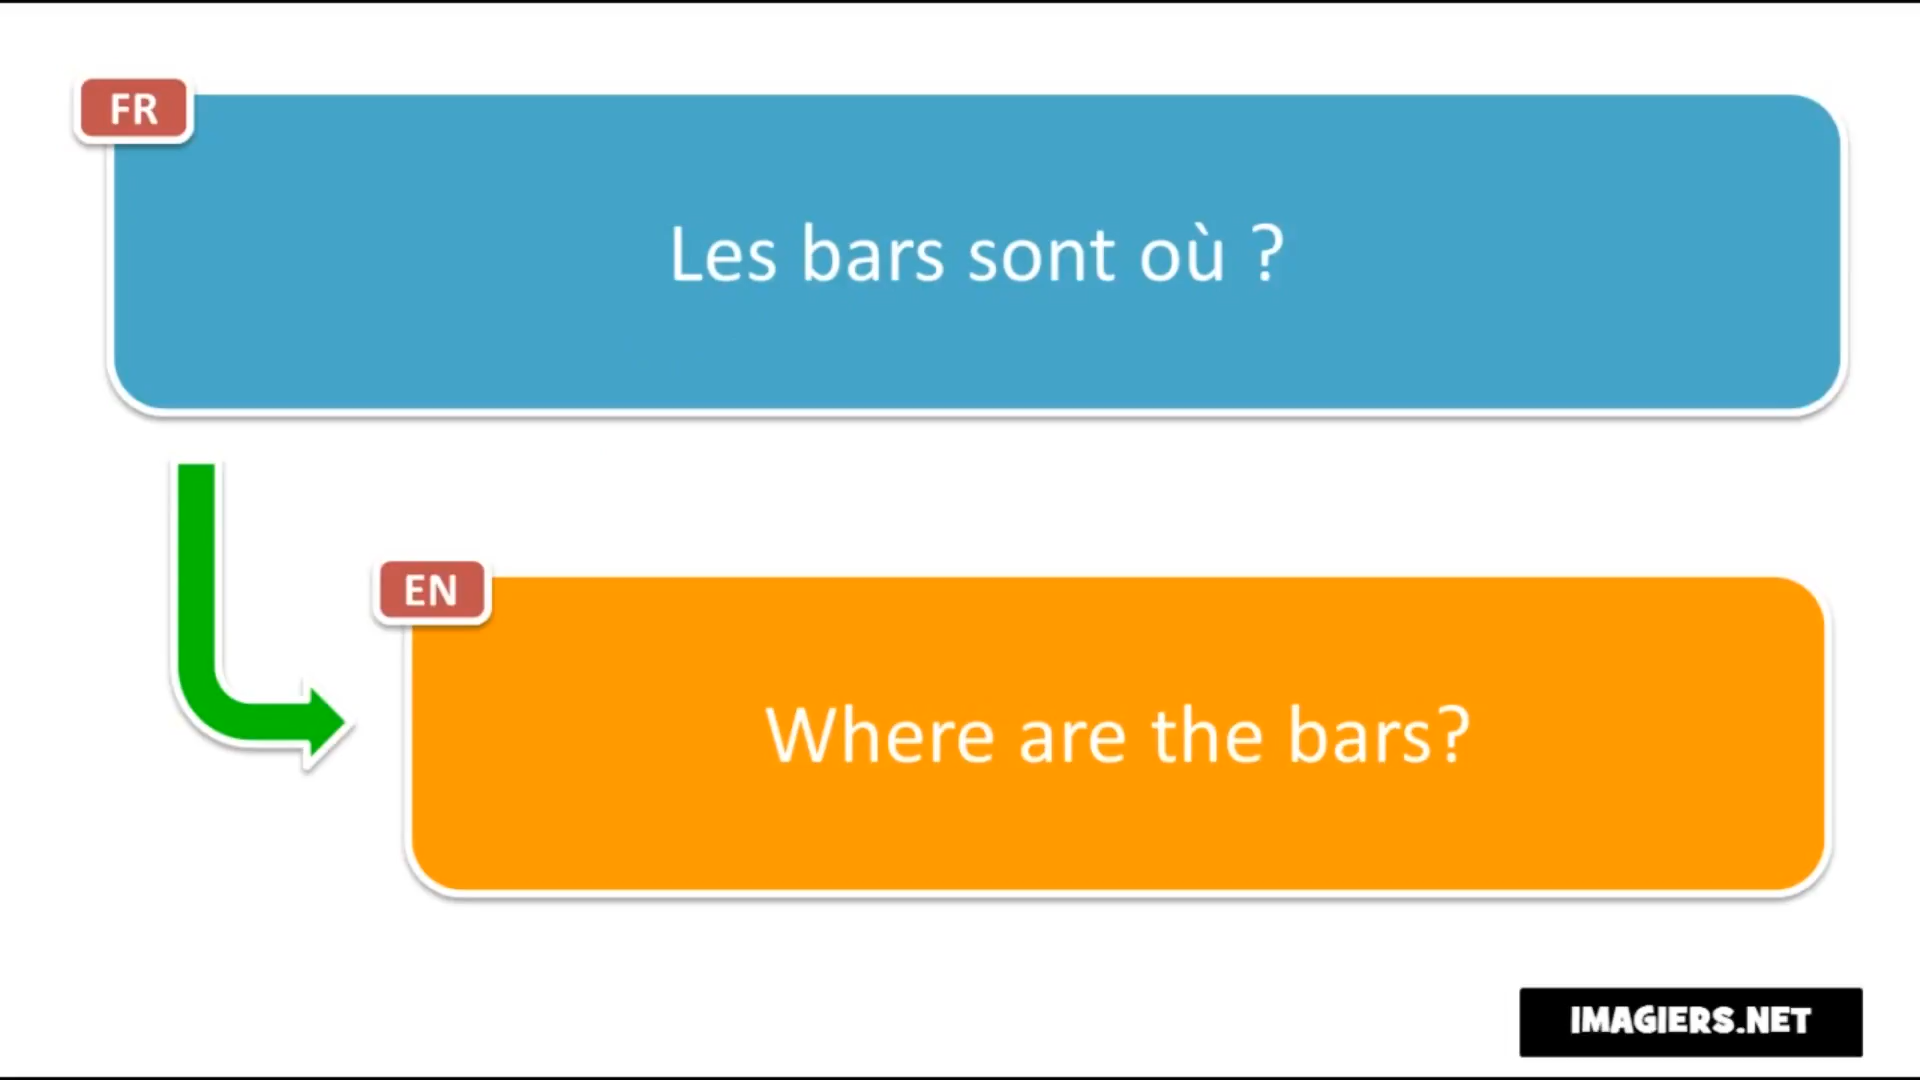 FR
Les bars sont où ?
EN
Where are the bars?
IMAGIERS.NET